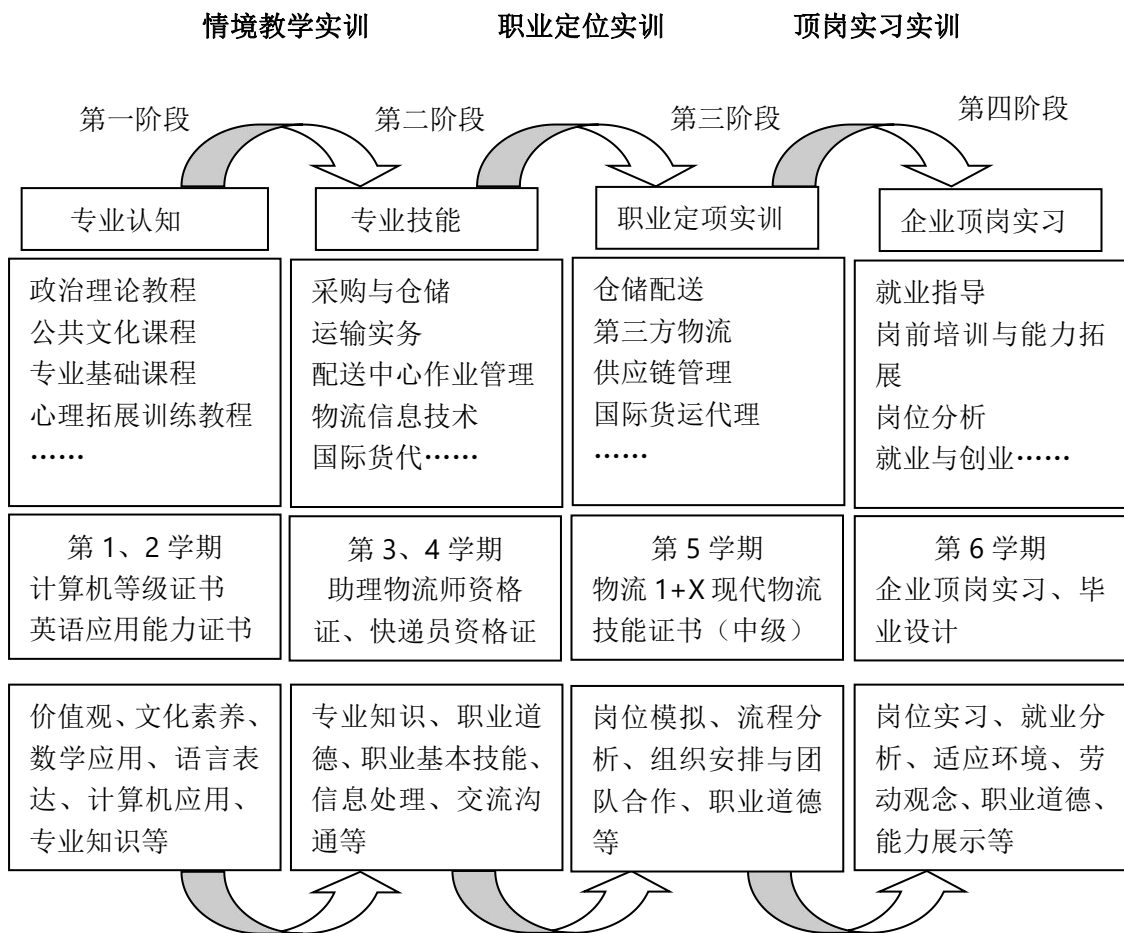 情境教学实训
职业定位实训
顶岗实习实训
第一阶段
第二阶段
第三阶段
第四阶段
专业认知
专业技能
职业定项实训
企业顶岗实习
政治理论教程
公共文化课程
专业基础课程
心理拓展训练教程
……
采购与仓储
运输实务
配送中心作业管理
物流信息技术
国际货代……
仓储配送
第三方物流
供应链管理
国际货运代理
……
就业指导
岗前培训与能力拓
展
岗位分析
就业与创业……
第 1、2 学期
计算机等级证书
英语应用能力证书
第 3、4 学期
助理物流师资格
证、快递员资格证
第 5 学期
物流 1+X 现代物流
技能证书（中级）
第 6 学期
企业顶岗实习、毕
业设计
价值观、文化素养、
数学应用、语言表
达、计算机应用、
专业知识等
专业知识、职业道
德、职业基本技能、
信息处理、交流沟
通等
岗位模拟、流程分
析、组织安排与团
队合作、职业道德
等
岗位实习、就业分
析、适应环境、劳
动观念、职业道德、
能力展示等